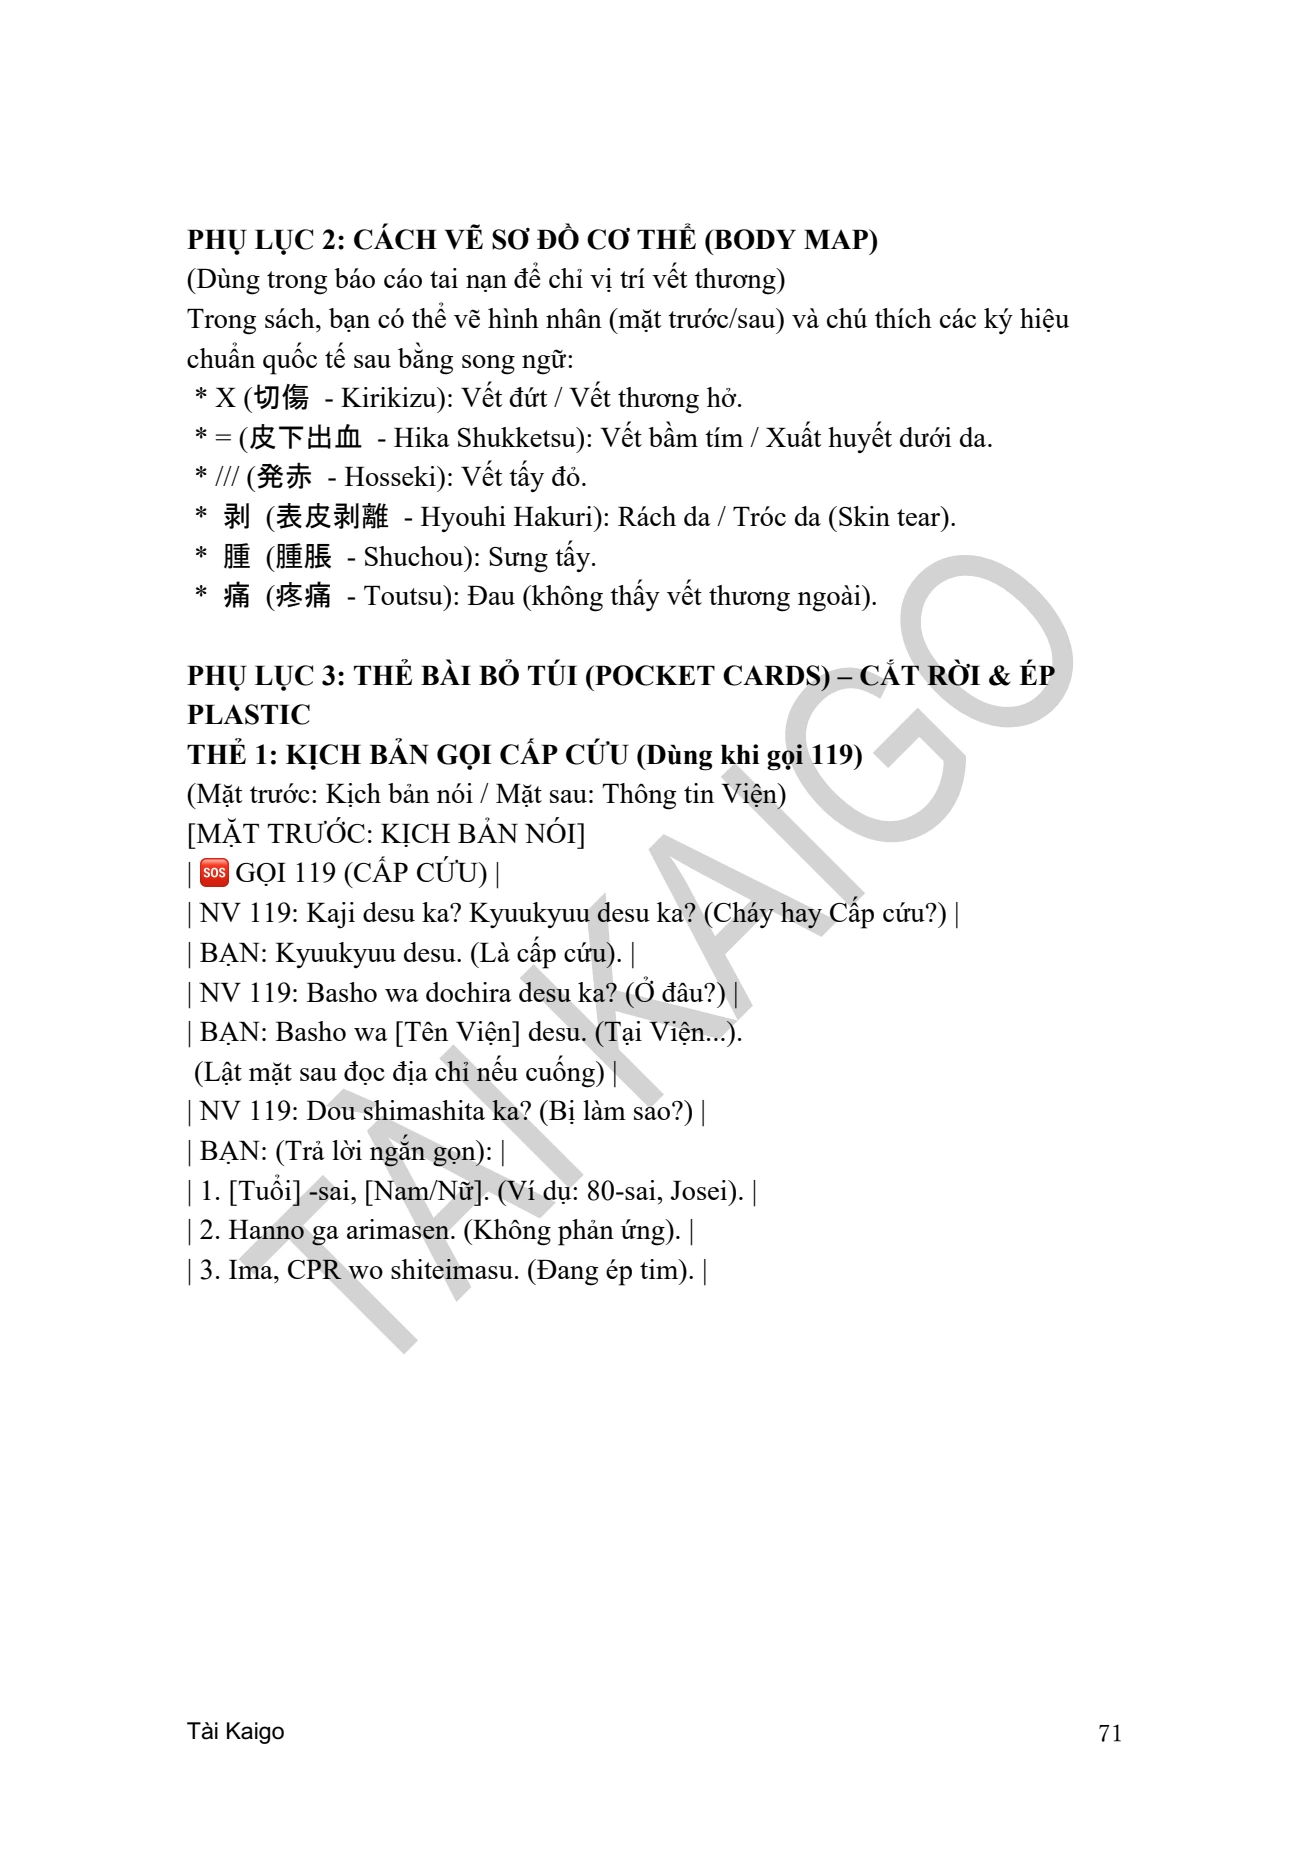 PHỤ LỤC 2: CÁCH VẼ SƠ ĐỒ CƠ THỂ (BODY MAP)
(Dùng trong báo cáo tai nạn để chỉ vị trí vết thương)
Trong sách, bạn có thể vẽ hình nhân (mặt trước/sau) và chú thích các ký hiệu
chuẩn quốc tế sau bằng song ngữ:
* X (切傷 - Kirikizu): Vết đứt / Vết thương hở.
* = (皮下出血 - Hika Shukketsu): Vết bầm tím / Xuất huyết dưới da.
* /// (発赤 - Hosseki): Vết tấy đỏ.
* 剥 (表皮剥離 - Hyouhi Hakuri): Rách da / Tróc da (Skin tear).
* 腫 (腫脹 - Shuchou): Sưng tấy.
* 痛 (疼痛 - Toutsu): Đau (không thấy vết thương ngoài).
PHỤ LỤC 3: THẺ BÀI BỎ TÚI (POCKET CARDS) – CẮT RỜI & ÉP
PLASTIC
THẺ 1: KỊCH BẢN GỌI CẤP CỨU (Dùng khi gọi 119)
(Mặt trước: Kịch bản nói / Mặt sau: Thông tin Viện)
[MẶT TRƯỚC: KỊCH BẢN NÓI]
| 🆘 GỌI 119 (CẤP CỨU) |
| NV 119: Kaji desu ka? Kyuukyuu desu ka? (Cháy hay Cấp cứu?) |
| BẠN: Kyuukyuu desu. (Là cấp cứu). |
| NV 119: Basho wa dochira desu ka? (Ở đâu?) |
| BẠN: Basho wa [Tên Viện] desu. (Tại Viện...).
(Lật mặt sau đọc địa chỉ nếu cuống) |
| NV 119: Dou shimashita ka? (Bị làm sao?) |
| BẠN: (Trả lời ngắn gọn): |
| 1. [Tuổi] -sai, [Nam/Nữ]. (Ví dụ: 80-sai, Josei). |
| 2. Hanno ga arimasen. (Không phản ứng). |
| 3. Ima, CPR wo shiteimasu. (Đang ép tim). |
TÀI KAIGO
Tài Kaigo 71